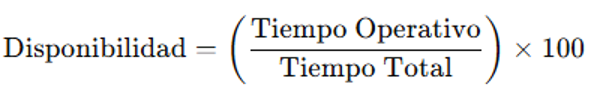 Disponibilidad = (Tiempo Operativo / Tiempo Total) × 100